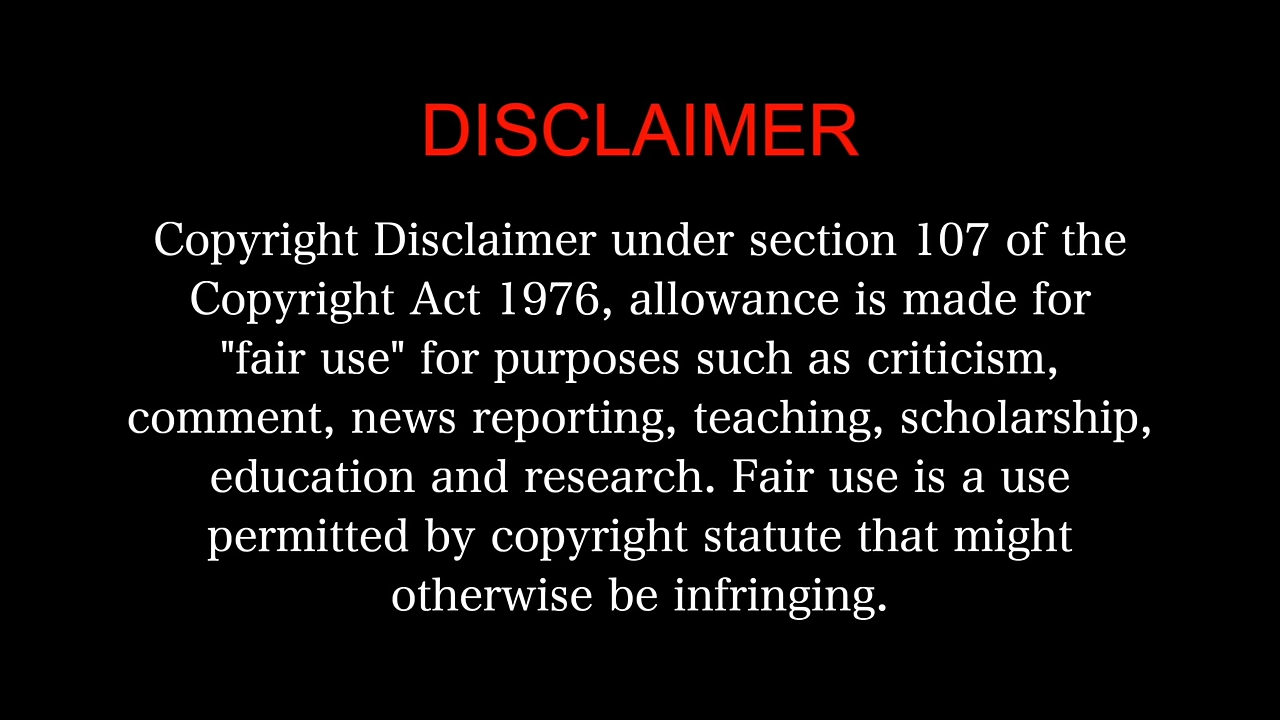 DISCLAIMER
Copyright Disclaimer under section 107 of the
Copyright Act 1976, allowance is made for
"fair use" for purposes such as criticism,
comment, news reporting, teaching, scholarship,
education and research. Fair use is a use
permitted by copyright statute that might
otherwise be infringing.